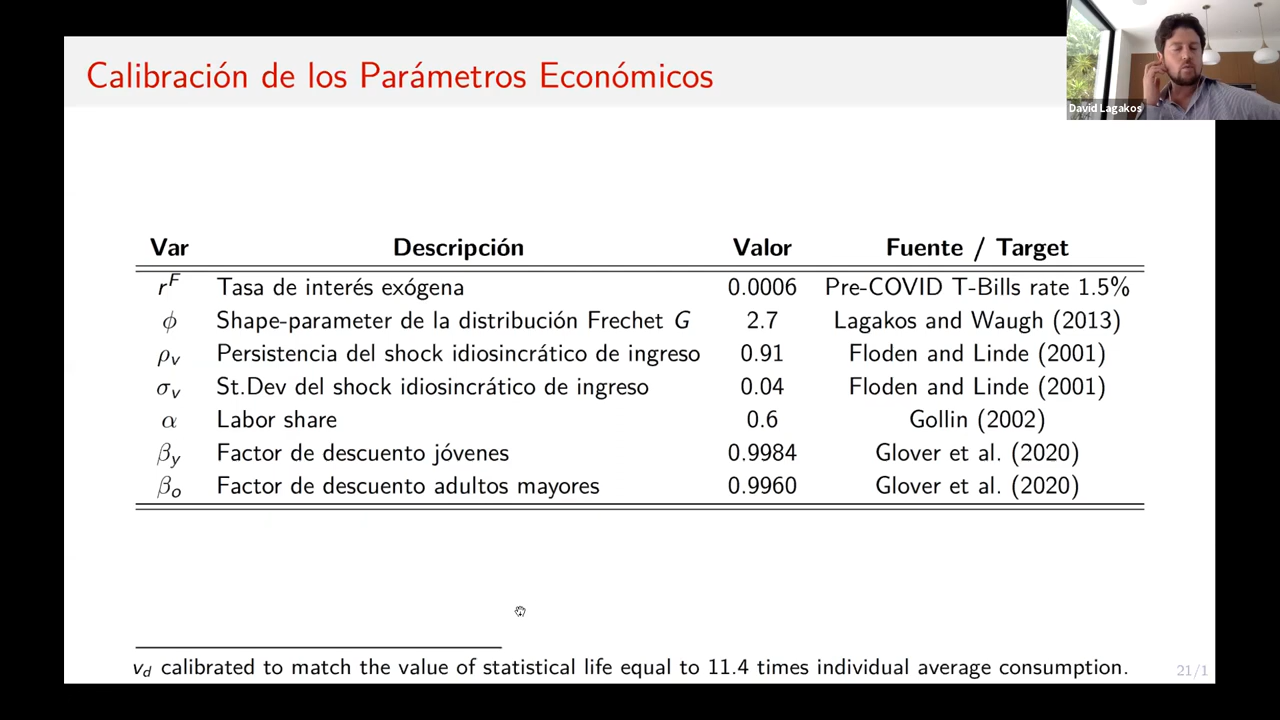 Calibración de los Parámetros Económicos
David Lagakos
Var Descripción Valor Fuente / Target
r^F Tasa de interés exógena 0.0006 Pre-COVID T-Bills rate 1.5%
ϕ Shape-parameter de la distribución Frechet G 2.7 Lagakos and Waugh (2013)
ρ_v Persistencia del shock idiosincrático de ingreso 0.91 Floden and Linde (2001)
σ_v St.Dev del shock idiosincrático de ingreso 0.04 Floden and Linde (2001)
α Labor share 0.6 Gollin (2002)
β_y Factor de descuento jóvenes 0.9984 Glover et al. (2020)
β_o Factor de descuento adultos mayores 0.9960 Glover et al. (2020)
v_d calibrated to match the value of statistical life equal to 11.4 times individual average consumption.
21/1